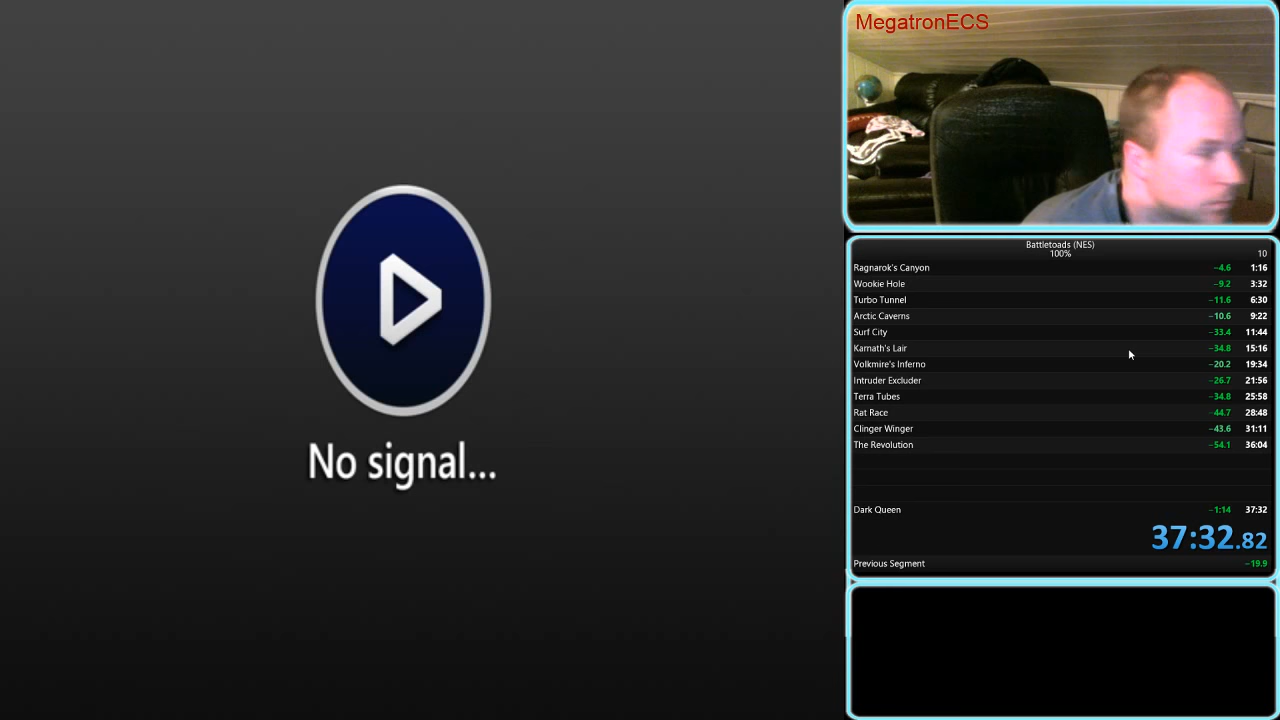 MegatronECS
No signal...
Battletoads (NES)
100% 10
Ragnarok's Canyon −4.6 1:16
Wookie Hole −9.2 3:32
Turbo Tunnel −11.6 6:30
Arctic Caverns −10.6 9:22
Surf City −33.4 11:44
Karnath's Lair −34.8 15:16
Volkmire's Inferno −20.2 19:34
Intruder Excluder −26.7 21:56
Terra Tubes −34.8 25:58
Rat Race −44.7 28:48
Clinger Winger −43.6 31:11
The Revolution −54.1 36:04
Dark Queen −1:14 37:32
37:32.82
Previous Segment −19.9